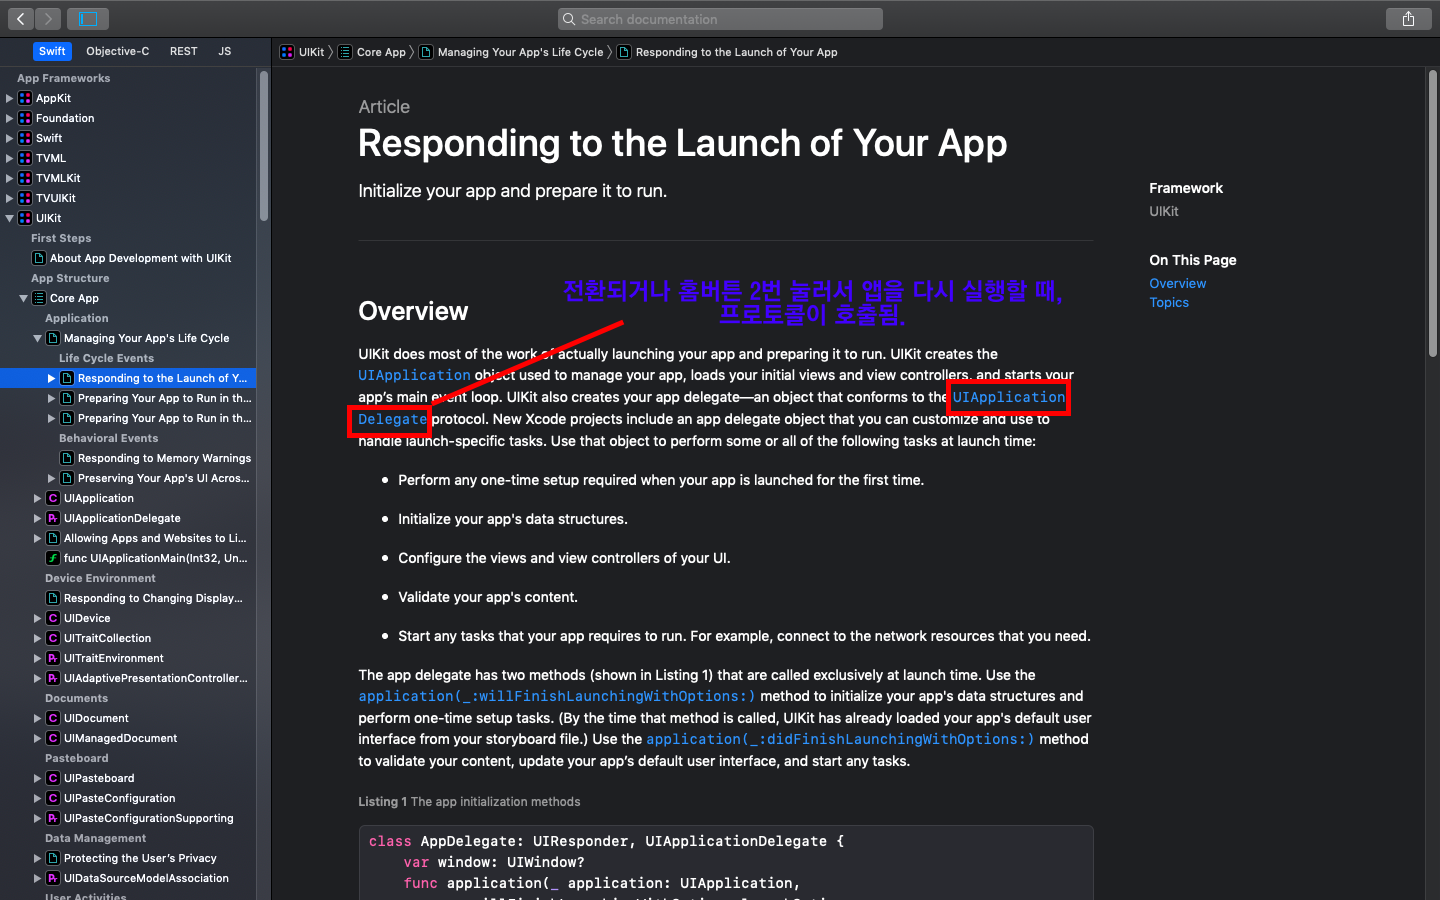 Search documentation
Swift
Objective-C
REST
JS
UIKit
Core App
Managing Your App's Life Cycle
Responding to the Launch of Your App
App Frameworks
AppKit
Foundation
Swift
TVML
TVMLKit
TVUIKit
UIKit
First Steps
About App Development with UIKit
App Structure
Core App
Application
Managing Your App's Life Cycle
Life Cycle Events
Responding to the Launch of Y...
Preparing Your App to Run in th...
Preparing Your App to Run in th...
Behavioral Events
Responding to Memory Warnings
Preserving Your App's UI Acros...
UIApplication
UIApplicationDelegate
Allowing Apps and Websites to Li...
func UIApplicationMain(Int32, Un...
Device Environment
Responding to Changing Display...
UIDevice
UITraitCollection
UITraitEnvironment
UIAdaptivePresentationController...
Documents
UIDocument
UIManagedDocument
Pasteboard
UIPasteboard
UIPasteConfiguration
UIPasteConfigurationSupporting
Data Management
Protecting the User's Privacy
UIDataSourceModelAssociation
User Activities
Article
Responding to the Launch of Your App
Initialize your app and prepare it to run.
Framework
UIKit
On This Page
Overview
Topics
전환되거나 홈버튼 2번 눌러서 앱을 다시 실행할 때,
프로토콜이 호출됨.
Overview
UIKit does most of the work of actually launching your app and preparing it to run. UIKit creates the
UIApplication object used to manage your app, loads your initial views and view controllers, and starts your
app's main event loop. UIKit also creates your app delegate—an object that conforms to the UIApplication
Delegate protocol. New Xcode projects include an app delegate object that you can customize and use to
handle launch-specific tasks. Use that object to perform some or all of the following tasks at launch time:
• Perform any one-time setup required when your app is launched for the first time.
• Initialize your app's data structures.
• Configure the views and view controllers of your UI.
• Validate your app's content.
• Start any tasks that your app requires to run. For example, connect to the network resources that you need.
The app delegate has two methods (shown in Listing 1) that are called exclusively at launch time. Use the
application(_:willFinishLaunchingWithOptions:) method to initialize your app's data structures and
perform one-time setup tasks. (By the time that method is called, UIKit has already loaded your app's default user
interface from your storyboard file.) Use the application(_:didFinishLaunchingWithOptions:) method
to validate your content, update your app's default user interface, and start any tasks.
Listing 1 The app initialization methods
class AppDelegate: UIResponder, UIApplicationDelegate {
var window: UIWindow?
func application(_ application: UIApplication,